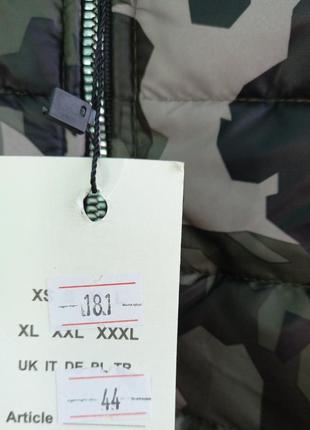 XS
181
XL XXL XXXL
UK IT DE PL TR
44
Article